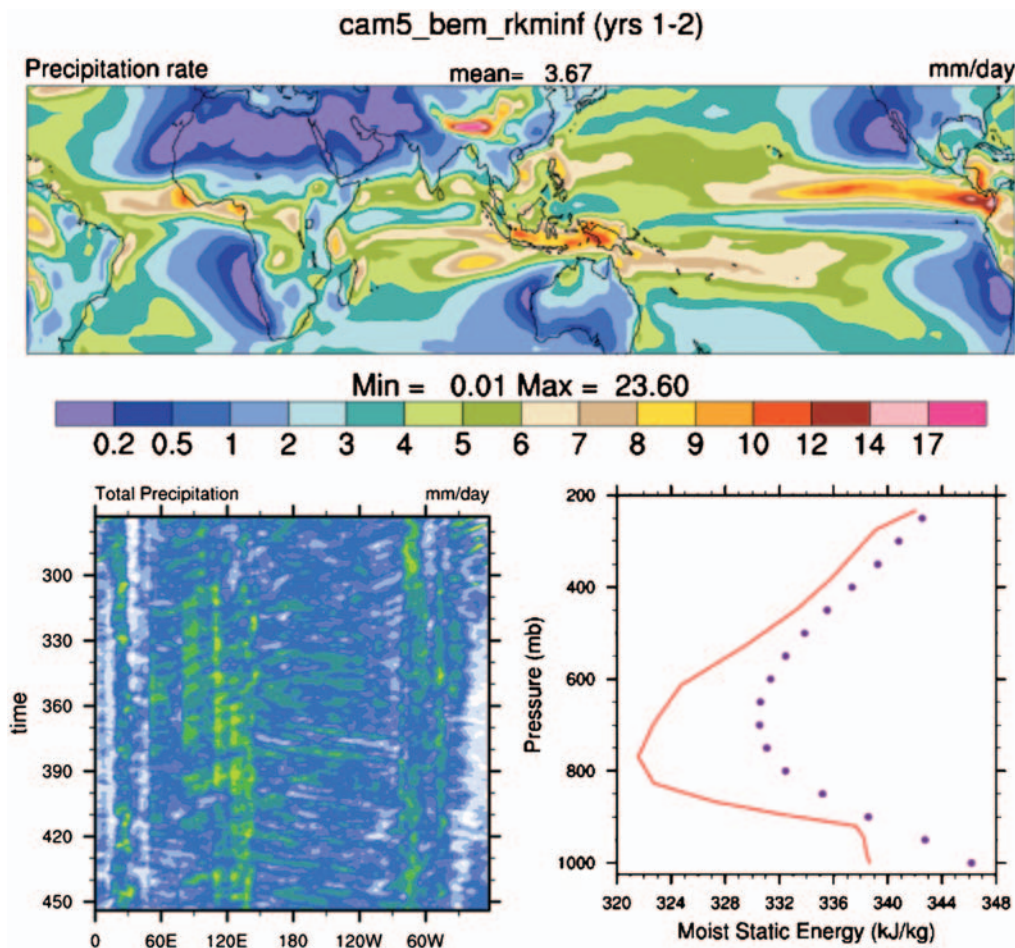 cam5_bem_rkminf (yrs 1-2)
Precipitation rate mean= 3.67 mm/day
Min = 0.01 Max = 23.60
0.2 0.5 1 2 3 4 5 6 7 8 9 10 12 14 17
Total Precipitation mm/day
300
330
360
390
420
450
time
0 60E 120E 180 120W 60W
200
400
600
800
1000
Pressure (mb)
320 324 328 332 336 340 344 348
Moist Static Energy (kJ/kg)